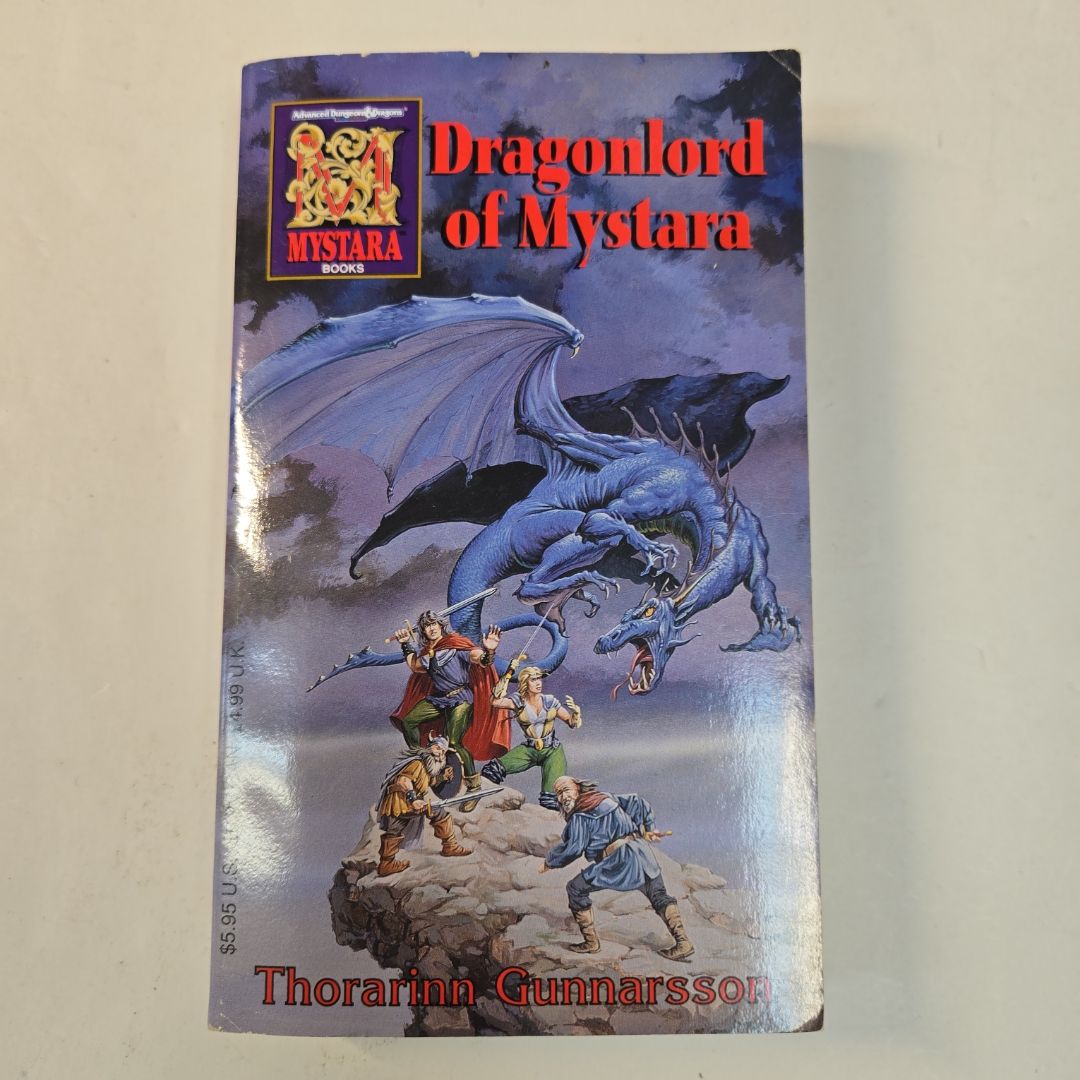 Advanced Dungeons & Dragons®
M
MYSTARA
BOOKS
Dragonlord
of Mystara
$5.95 U.S.
4.99 U.K.
Thorarinn Gunnarsson